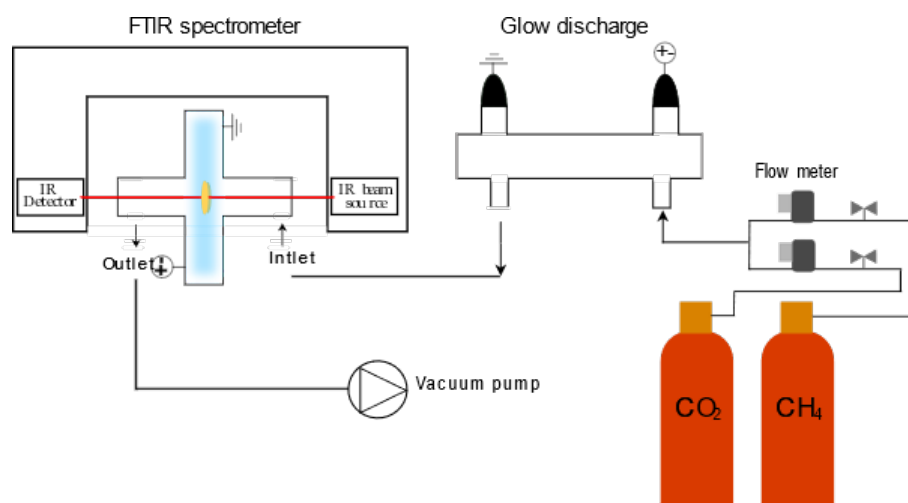 FTIR spectrometer
Glow discharge
Flow meter
IR
Detector
IR beam
source
Outlet
Intlet
Vacuum pump
CO₂
CH₄